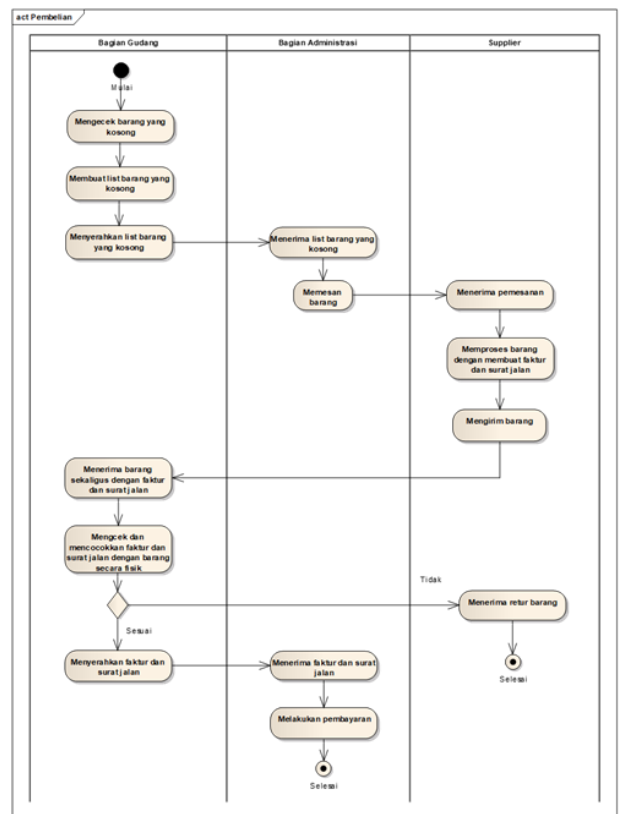 act Pembelian
Bagian Gudang
Bagian Administrasi
Supplier
Mulai
Mengecek barang yang
kosong
Membuat list barang yang
kosong
Menyerahkan list barang
yang kosong
Menerima list barang yang
kosong
Memesan
barang
Menerima pemesanan
Memproses barang
dengan membuat faktur
dan surat jalan
Mengirim barang
Menerima barang
sekaligus dengan faktur
dan surat jalan
Mengcek dan
mencocokkan faktur dan
surat jalan dengan barang
secara fisik
Tidak
Menerima retur barang
Sesuai
Selesai
Menyerahkan faktur dan
surat jalan
Menerima faktur dan surat
jalan
Melakukan pembayaran
Selesai